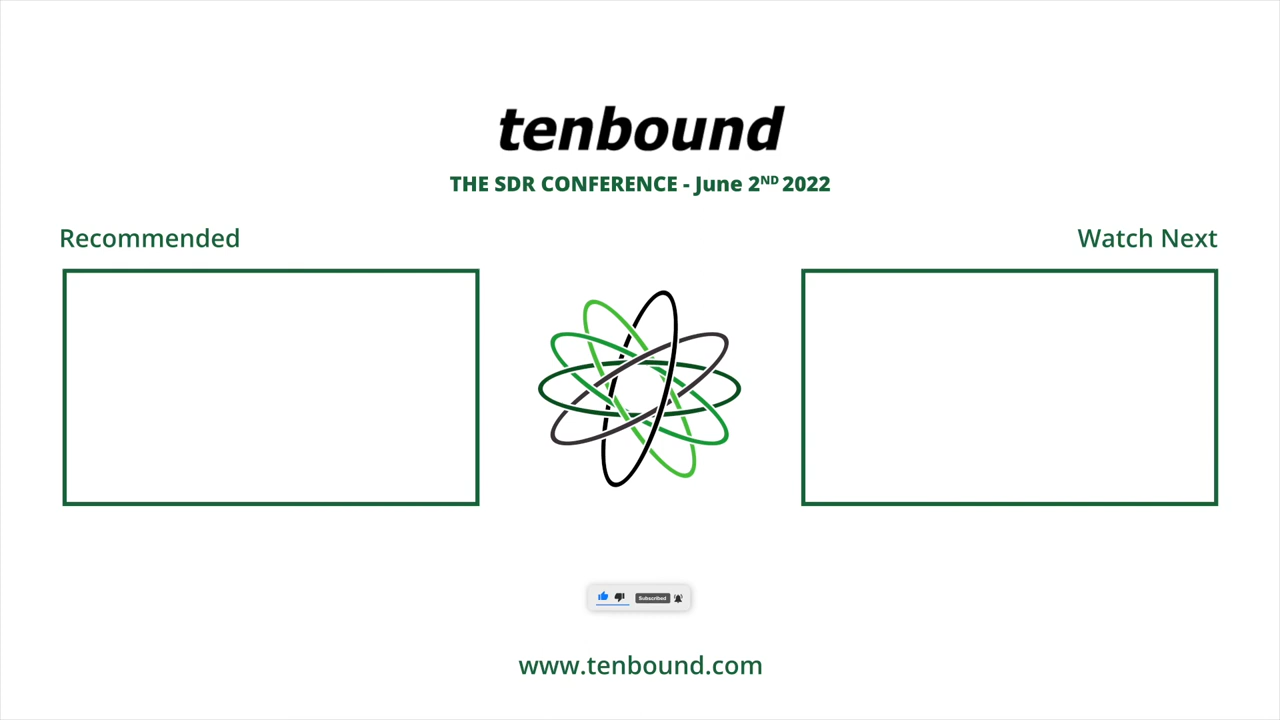 tenbound
THE SDR CONFERENCE - June 2ND 2022
Recommended
Watch Next
Subscribed
www.tenbound.com